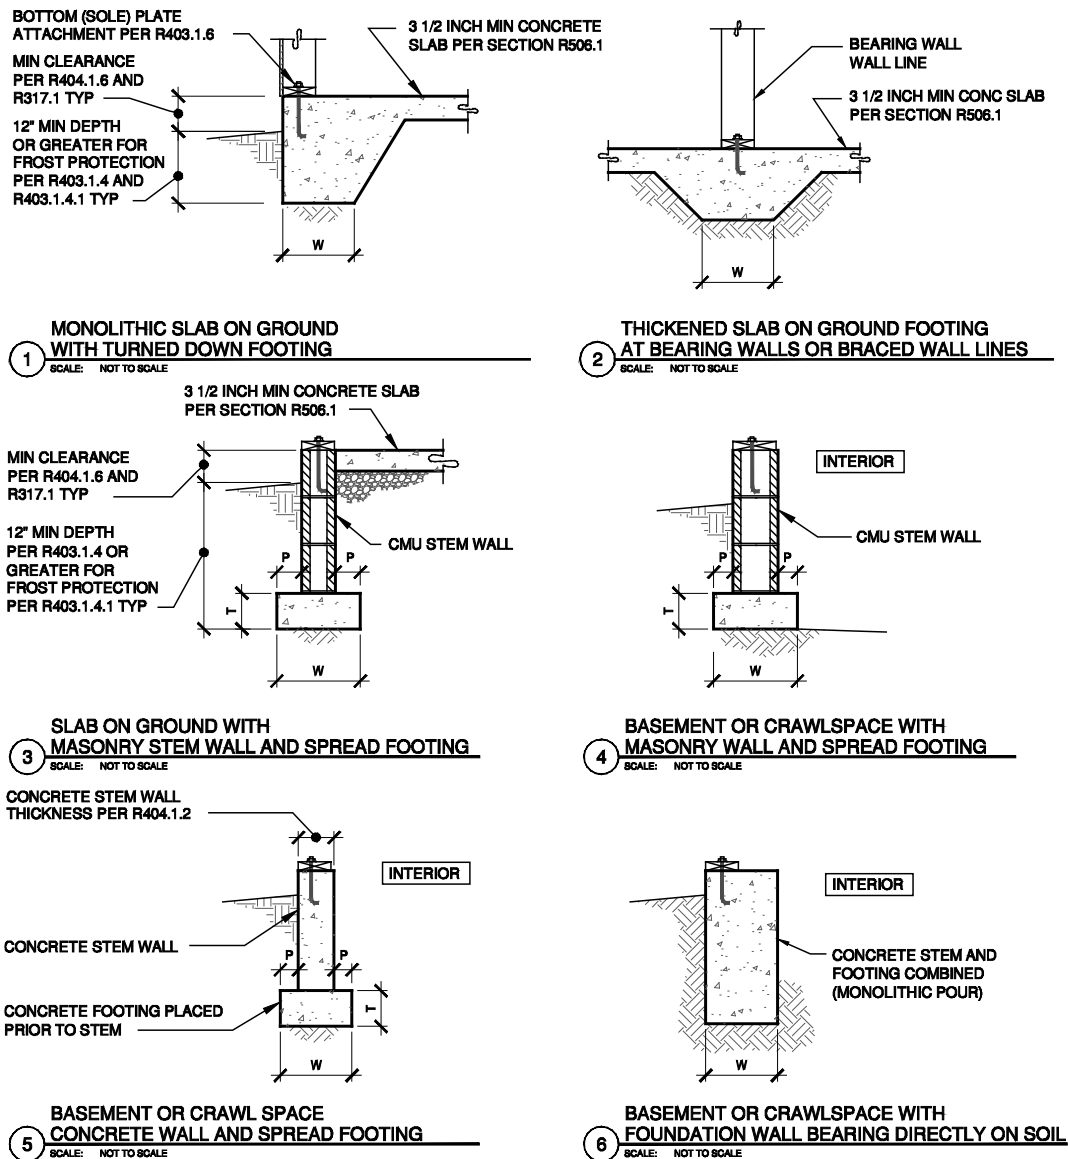 BOTTOM (SOLE) PLATE
ATTACHMENT PER R403.1.6
MIN CLEARANCE
PER R404.1.6 AND
R317.1 TYP
12" MIN DEPTH
OR GREATER FOR
FROST PROTECTION
PER R403.1.4 AND
R403.1.4.1 TYP
3 1/2 INCH MIN CONCRETE
SLAB PER SECTION R506.1
W
1
MONOLITHIC SLAB ON GROUND
WITH TURNED DOWN FOOTING
SCALE: NOT TO SCALE
BEARING WALL
WALL LINE
3 1/2 INCH MIN CONC SLAB
PER SECTION R506.1
W
2
THICKENED SLAB ON GROUND FOOTING
AT BEARING WALLS OR BRACED WALL LINES
SCALE: NOT TO SCALE
3 1/2 INCH MIN CONCRETE SLAB
PER SECTION R506.1
MIN CLEARANCE
PER R404.1.6 AND
R317.1 TYP
12" MIN DEPTH
PER R403.1.4 OR
GREATER FOR
FROST PROTECTION
PER R403.1.4.1 TYP
CMU STEM WALL
P
P
T
W
3
SLAB ON GROUND WITH
MASONRY STEM WALL AND SPREAD FOOTING
SCALE: NOT TO SCALE
INTERIOR
CMU STEM WALL
P
P
T
W
4
BASEMENT OR CRAWLSPACE WITH
MASONRY WALL AND SPREAD FOOTING
SCALE: NOT TO SCALE
CONCRETE STEM WALL
THICKNESS PER R404.1.2
INTERIOR
CONCRETE STEM WALL
P
P
CONCRETE FOOTING PLACED
PRIOR TO STEM
T
W
5
BASEMENT OR CRAWL SPACE
CONCRETE WALL AND SPREAD FOOTING
SCALE: NOT TO SCALE
INTERIOR
CONCRETE STEM AND
FOOTING COMBINED
(MONOLITHIC POUR)
W
6
BASEMENT OR CRAWLSPACE WITH
FOUNDATION WALL BEARING DIRECTLY ON SOIL
SCALE: NOT TO SCALE